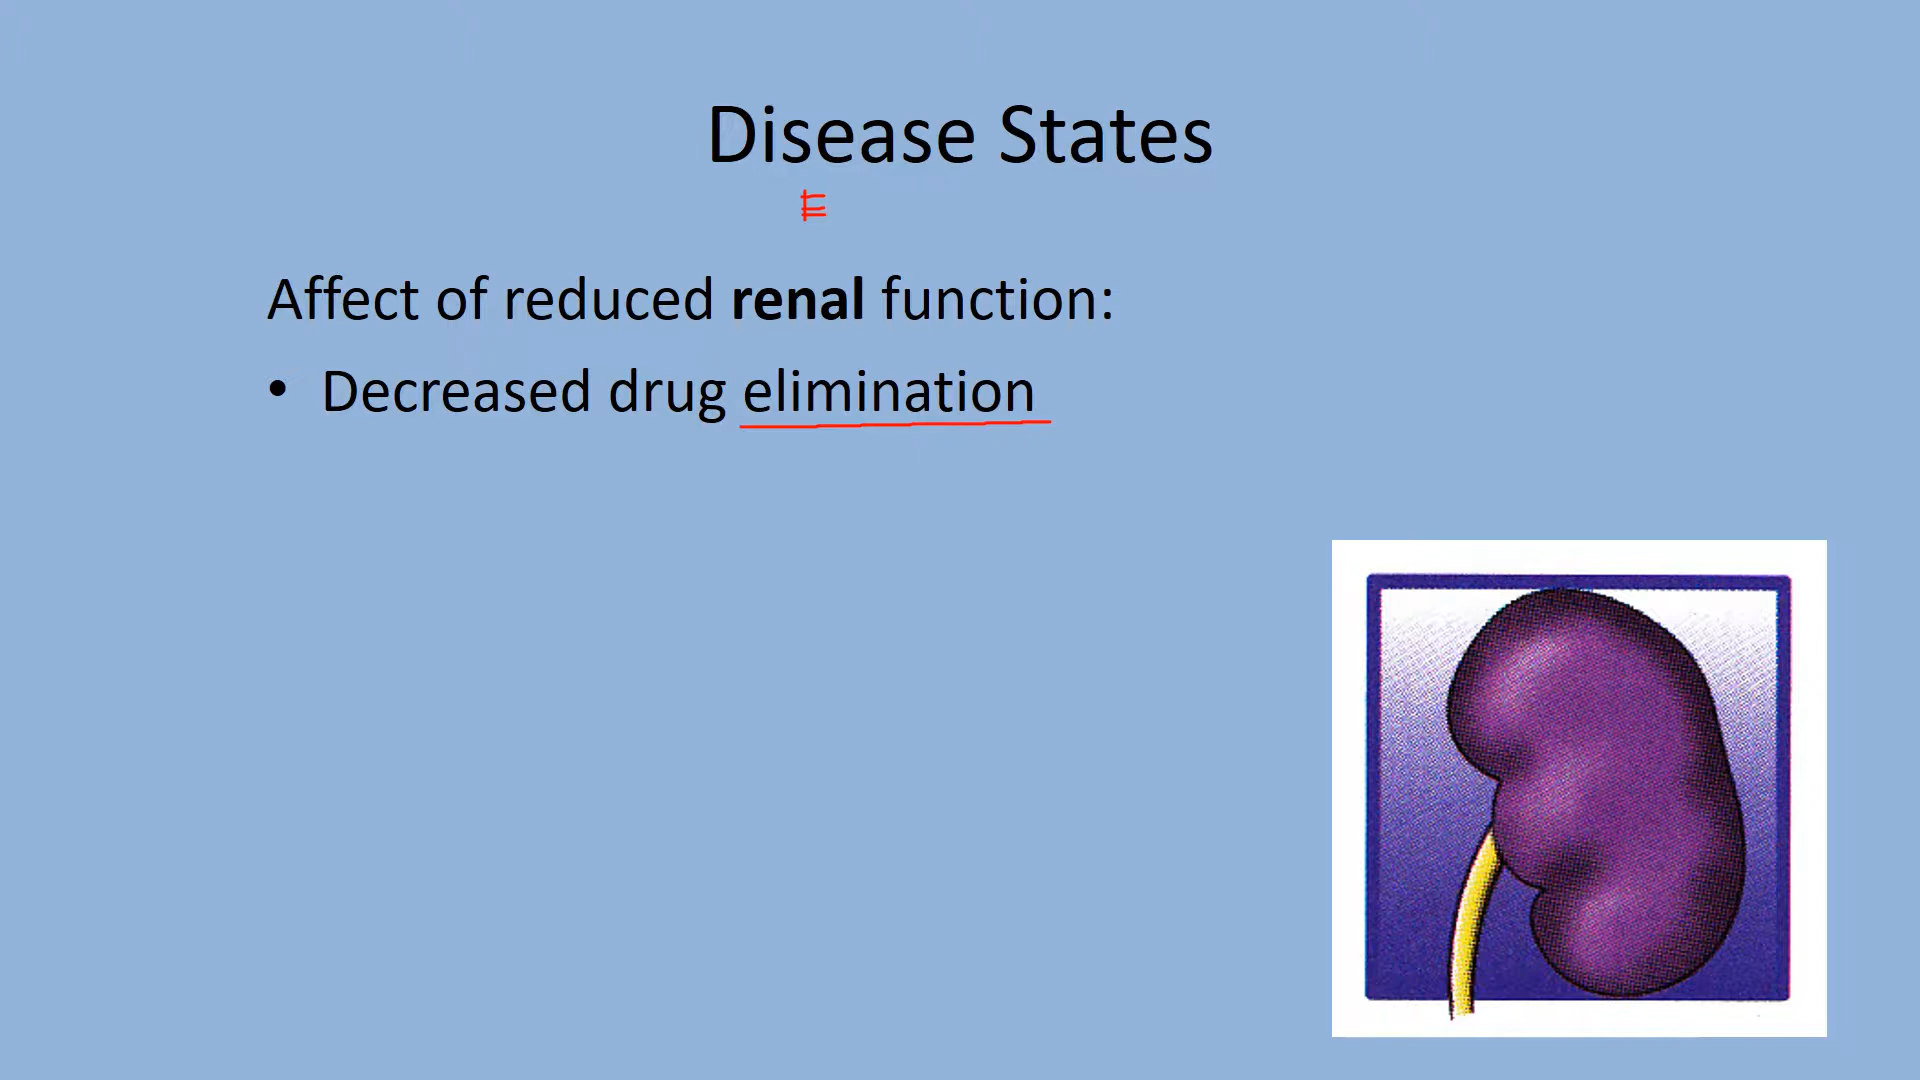 Disease States
E
Affect of reduced renal function:
• Decreased drug elimination